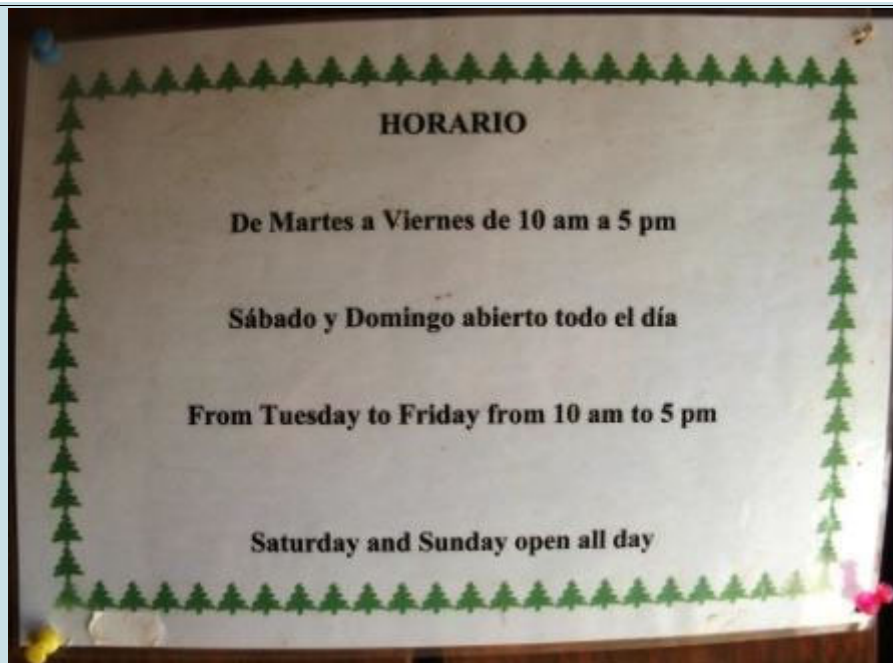 HORARIO
De Martes a Viernes de 10 am a 5 pm
Sábado y Domingo abierto todo el día
From Tuesday to Friday from 10 am to 5 pm
Saturday and Sunday open all day